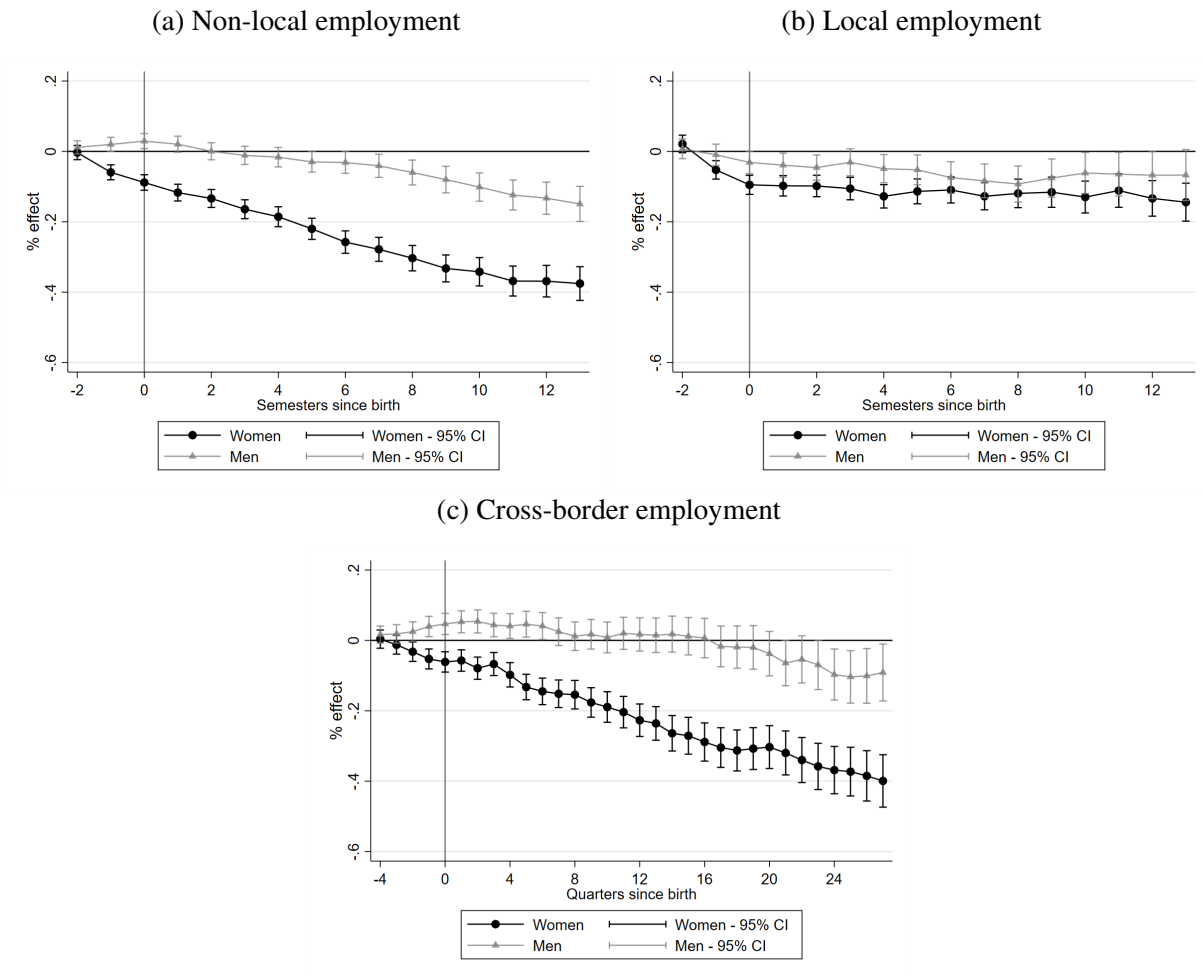 (a) Non-local employment
.2
0
-.2
-.4
-.6
% effect
-2 0 2 4 6 8 10 12
Semesters since birth
Women Women - 95% CI
Men Men - 95% CI
(b) Local employment
.2
0
-.2
-.4
-.6
% effect
-2 0 2 4 6 8 10 12
Semesters since birth
Women Women - 95% CI
Men Men - 95% CI
(c) Cross-border employment
.2
0
-.2
-.4
-.6
% effect
-4 0 4 8 12 16 20 24
Quarters since birth
Women Women - 95% CI
Men Men - 95% CI